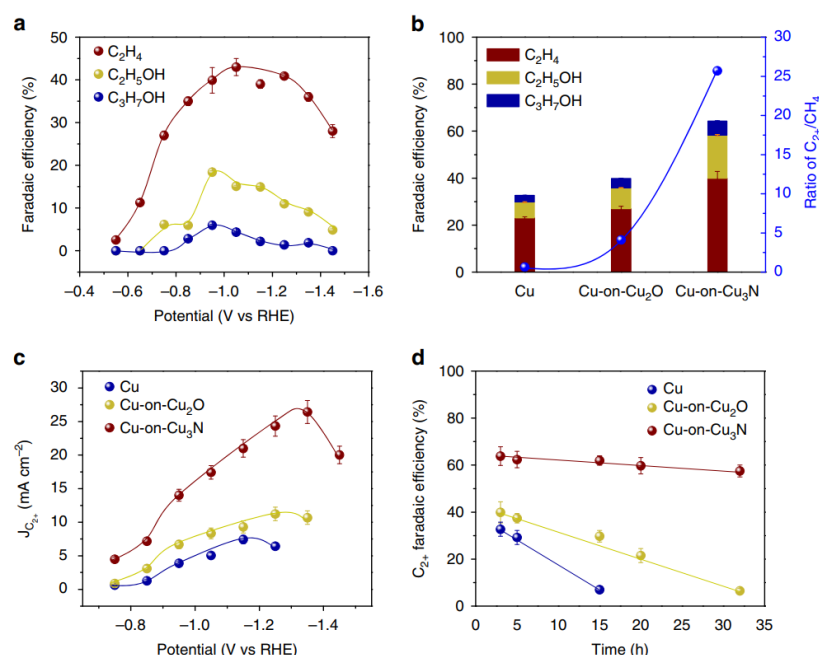 a
Faradaic efficiency (%)
50
40
30
20
10
0
C₂H₄
C₂H₅OH
C₃H₇OH
−0.4 −0.6 −0.8 −1.0 −1.2 −1.4 −1.6
Potential (V vs RHE)
b
Faradaic efficiency (%)
100
80
60
40
20
0
C₂H₄
C₂H₅OH
C₃H₇OH
30
25
20
15
10
5
0
Ratio of C₂₊/CH₄
Cu Cu-on-Cu₂O Cu-on-Cu₃N
c
J C₂₊ (mA cm⁻²)
30
25
20
15
10
5
0
Cu
Cu-on-Cu₂O
Cu-on-Cu₃N
−0.8 −1.0 −1.2 −1.4
Potential (V vs RHE)
d
C₂₊ faradaic efficiency (%)
100
80
60
40
20
0
Cu
Cu-on-Cu₂O
Cu-on-Cu₃N
0 5 10 15 20 25 30 35
Time (h)